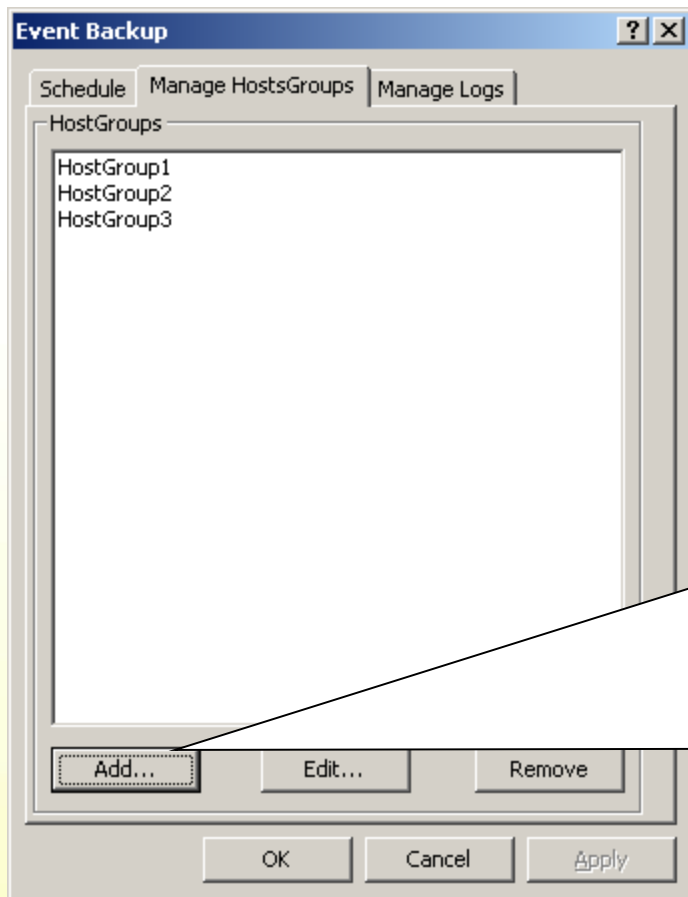 Event Backup
Schedule Manage HostsGroups Manage Logs
HostGroups
HostGroup1
HostGroup2
HostGroup3
Add... Edit... Remove
OK Cancel Apply